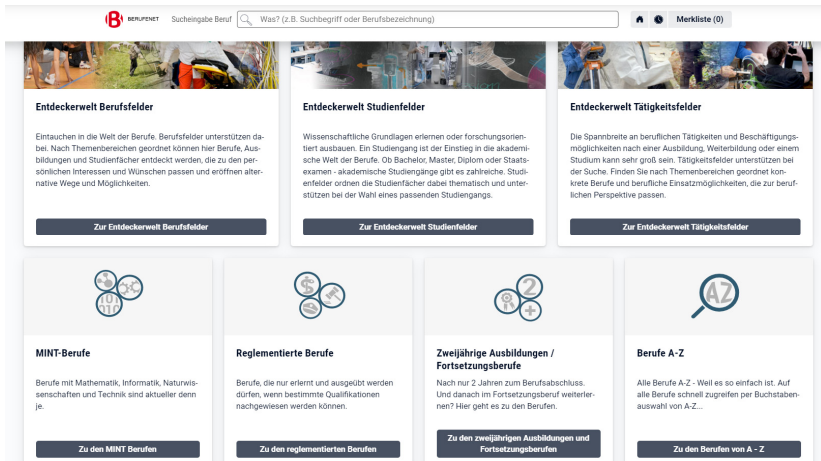 BERUFENET
Sucheingabe Beruf
Was? (z.B. Suchbegriff oder Berufsbezeichnung)
Merkliste (0)
Entdeckerwelt Berufsfelder
Eintauchen in die Welt der Berufe. Berufsfelder unterstützen da-
bei. Nach Themenbereichen geordnet können hier Berufe, Aus-
bildungen und Studienfächer entdeckt werden, die zu den per-
sönlichen Interessen und Wünschen passen und eröffnen alter-
native Wege und Möglichkeiten.
Zur Entdeckerwelt Berufsfelder
Entdeckerwelt Studienfelder
Wissenschaftliche Grundlagen erlernen oder forschungsorien-
tiert ausbauen. Ein Studiengang ist der Einstieg in die akademi-
sche Welt der Berufe. Ob Bachelor, Master, Diplom oder Staats-
examen - akademische Studiengänge gibt es zahlreiche. Studi-
enfelder ordnen die Studienfächer dabei thematisch und unter-
stützen bei der Wahl eines passenden Studiengangs.
Zur Entdeckerwelt Studienfelder
Entdeckerwelt Tätigkeitsfelder
Die Spannbreite an beruflichen Tätigkeiten und Beschäftigungs-
möglichkeiten nach einer Ausbildung, Weiterbildung oder einem
Studium kann sehr groß sein. Tätigkeitsfelder unterstützen bei
der Suche. Finden Sie nach Themenbereichen geordnet kon-
krete Berufe und berufliche Einsatzmöglichkeiten, die zur beruf-
lichen Perspektive passen.
Zur Entdeckerwelt Tätigkeitsfelder
MINT-Berufe
Berufe mit Mathematik, Informatik, Naturwis-
senschaften und Technik sind aktueller denn
je.
Zu den MINT Berufen
Reglementierte Berufe
Berufe, die nur erlernt und ausgeübt werden
dürfen, wenn bestimmte Qualifikationen
nachgewiesen werden können.
Zu den reglementierten Berufen
Zweijährige Ausbildungen /
Fortsetzungsberufe
Nach nur 2 Jahren zum Berufsabschluss.
Und danach im Fortsetzungsberuf weiterler-
nen? Hier geht es zu den Berufen.
Zu den zweijährigen Ausbildungen und
Fortsetzungsberufen
AZ
Berufe A-Z
Alle Berufe A-Z - Weil es so einfach ist. Auf
alle Berufe schnell zugreifen per Buchstaben-
auswahl von A-Z...
Zu den Berufen von A - Z